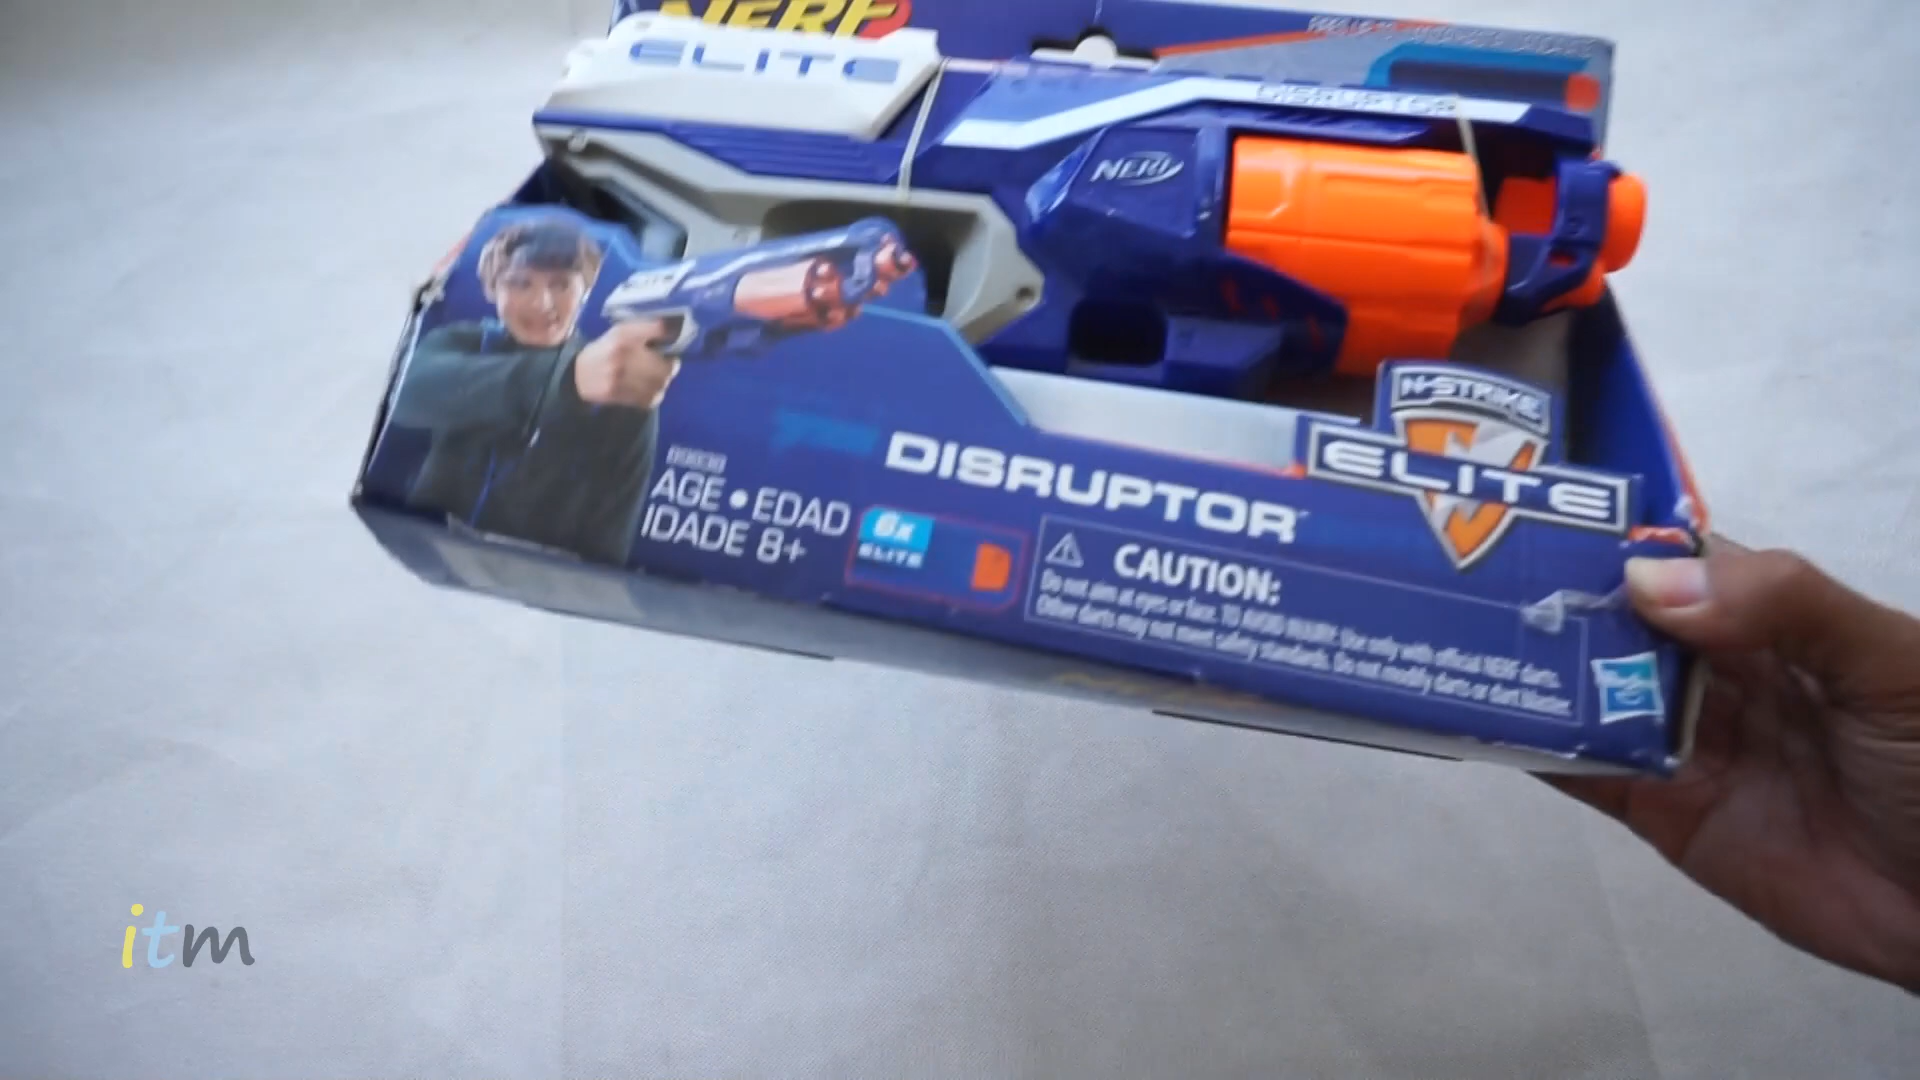 NERF
ELITE
DISRUPTOR
NERF
N-STRIKE
ELITE
DISRUPTOR
AGE • EDAD
IDADE 8+
6x
ELITE
CAUTION:
Do not aim at eyes or face. TO AVOID INJURY: Use only with official NERF darts.
Other darts may not meet safety standards. Do not modify darts or dart blaster.
itm